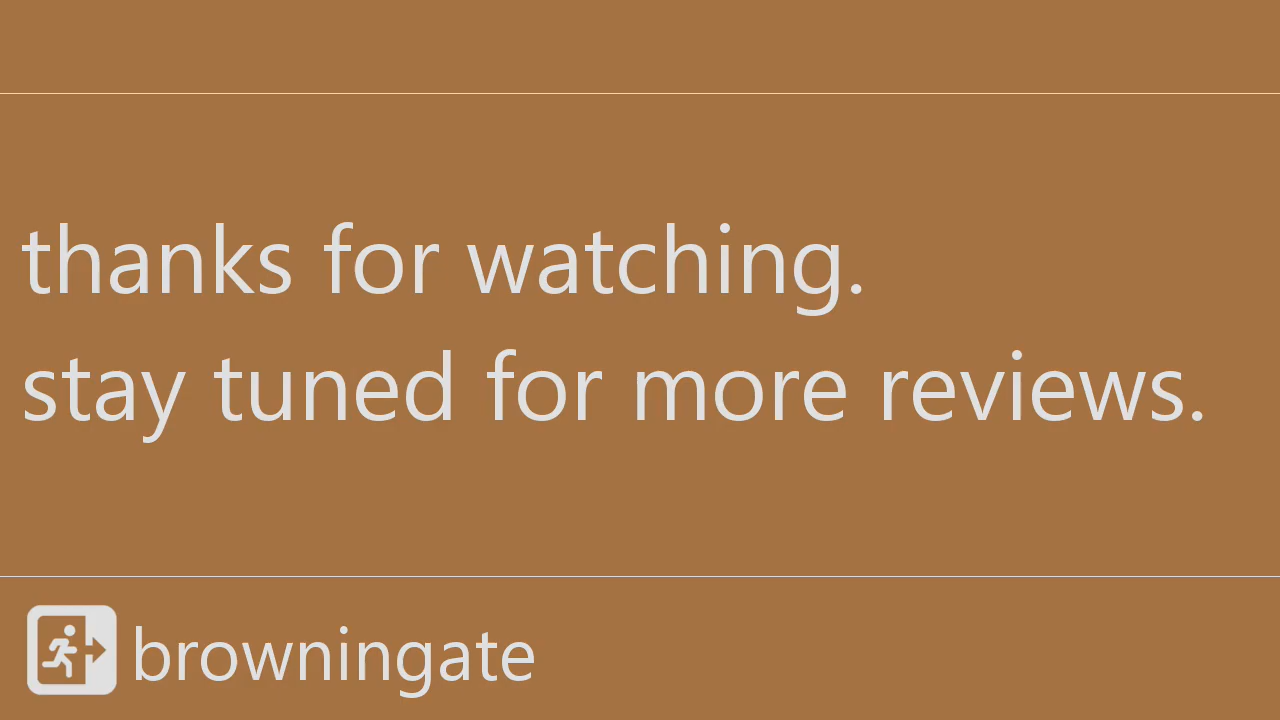 thanks for watching.
stay tuned for more reviews.
browningate